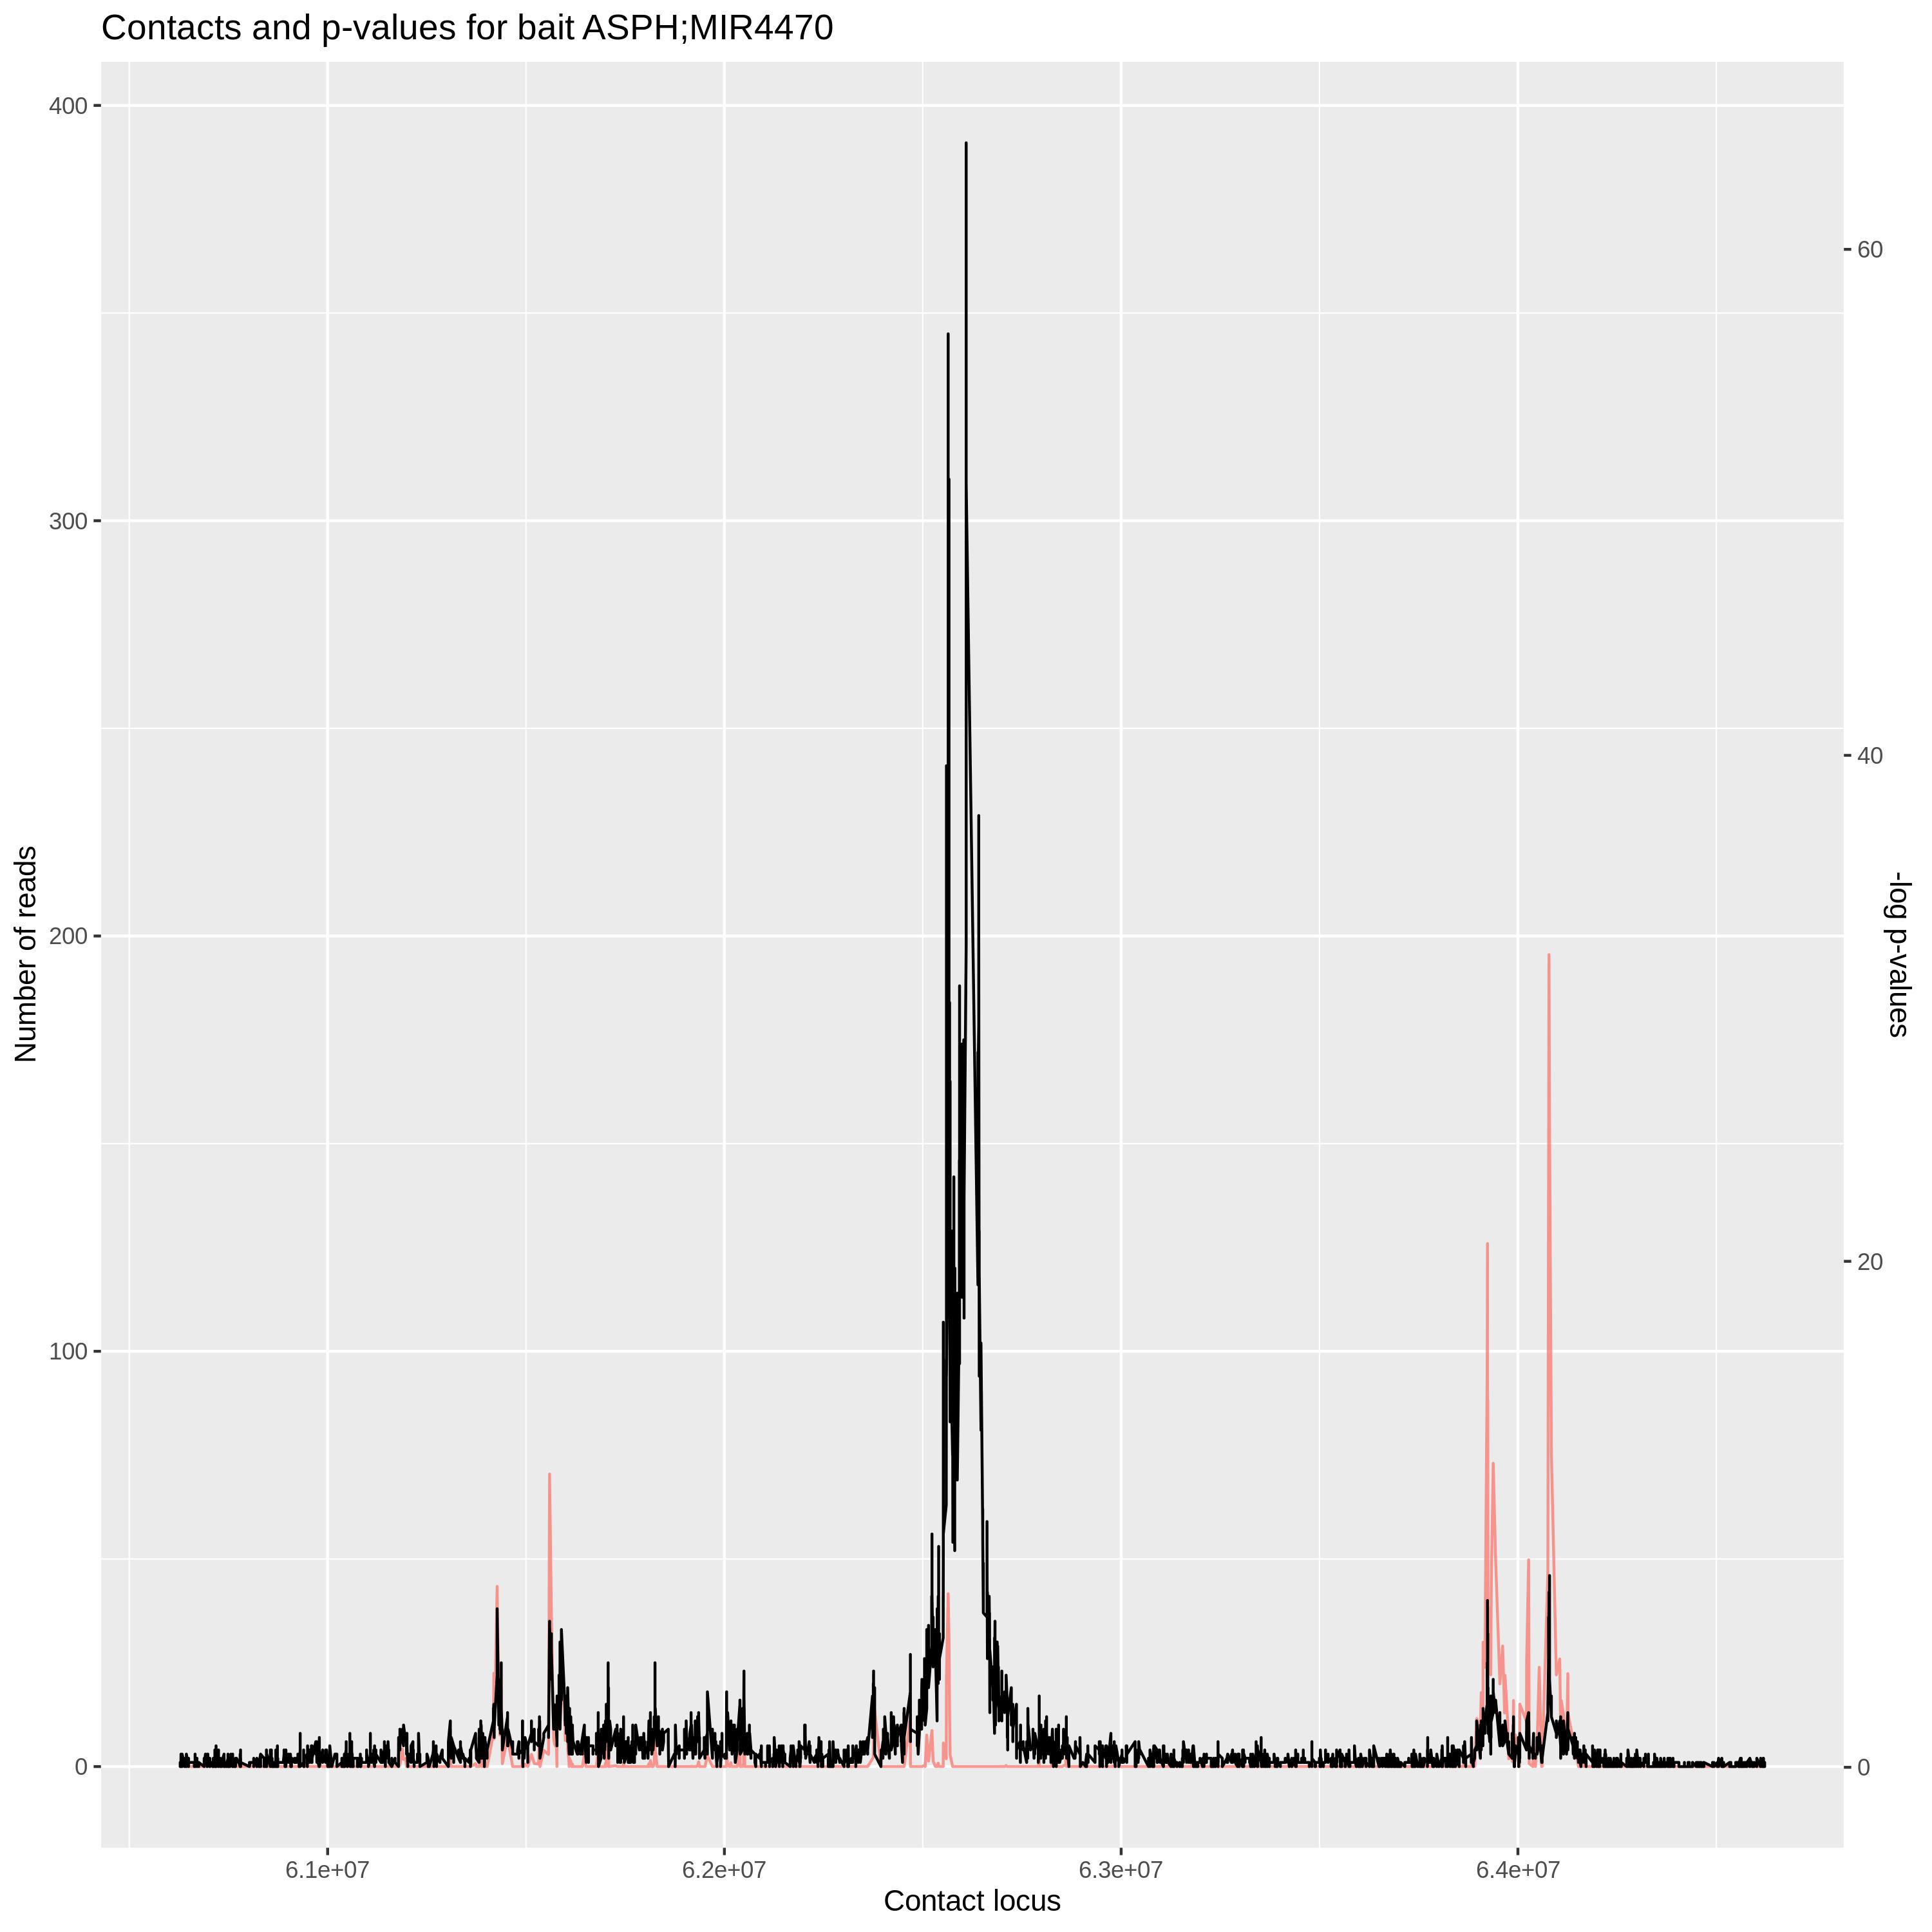 Contacts and p-values for bait ASPH;MIR4470
400
300
200
100
0
Number of reads
60
40
20
0
-log p-values
6.1e+07 6.2e+07 6.3e+07 6.4e+07
Contact locus